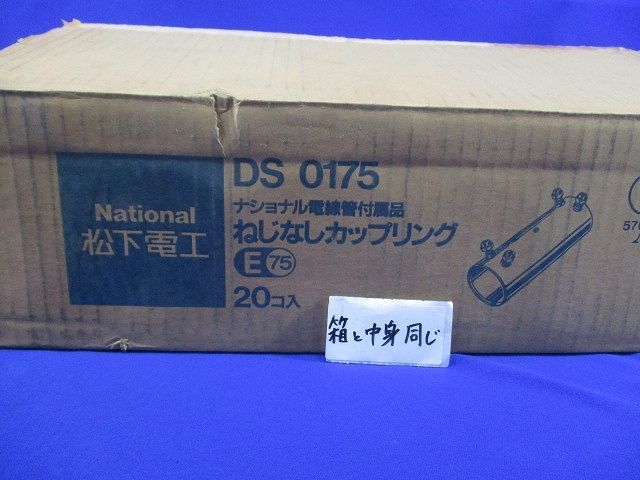 National
松下電工
DS 0175
ナショナル電線管付属品
ねじなしカップリング
E 75
20コ入
箱と中身同じ